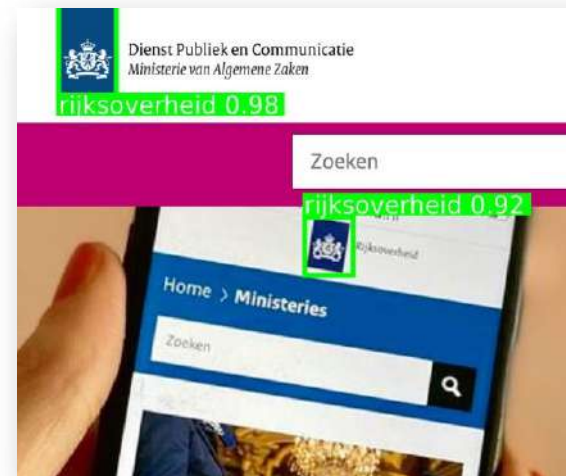 Dienst Publiek en Communicatie
Ministerie van Algemene Zaken
rijksoverheid 0.98
Zoeken
rijksoverheid 0.92
Rijksoverheid
Home > Ministeries
Zoeken